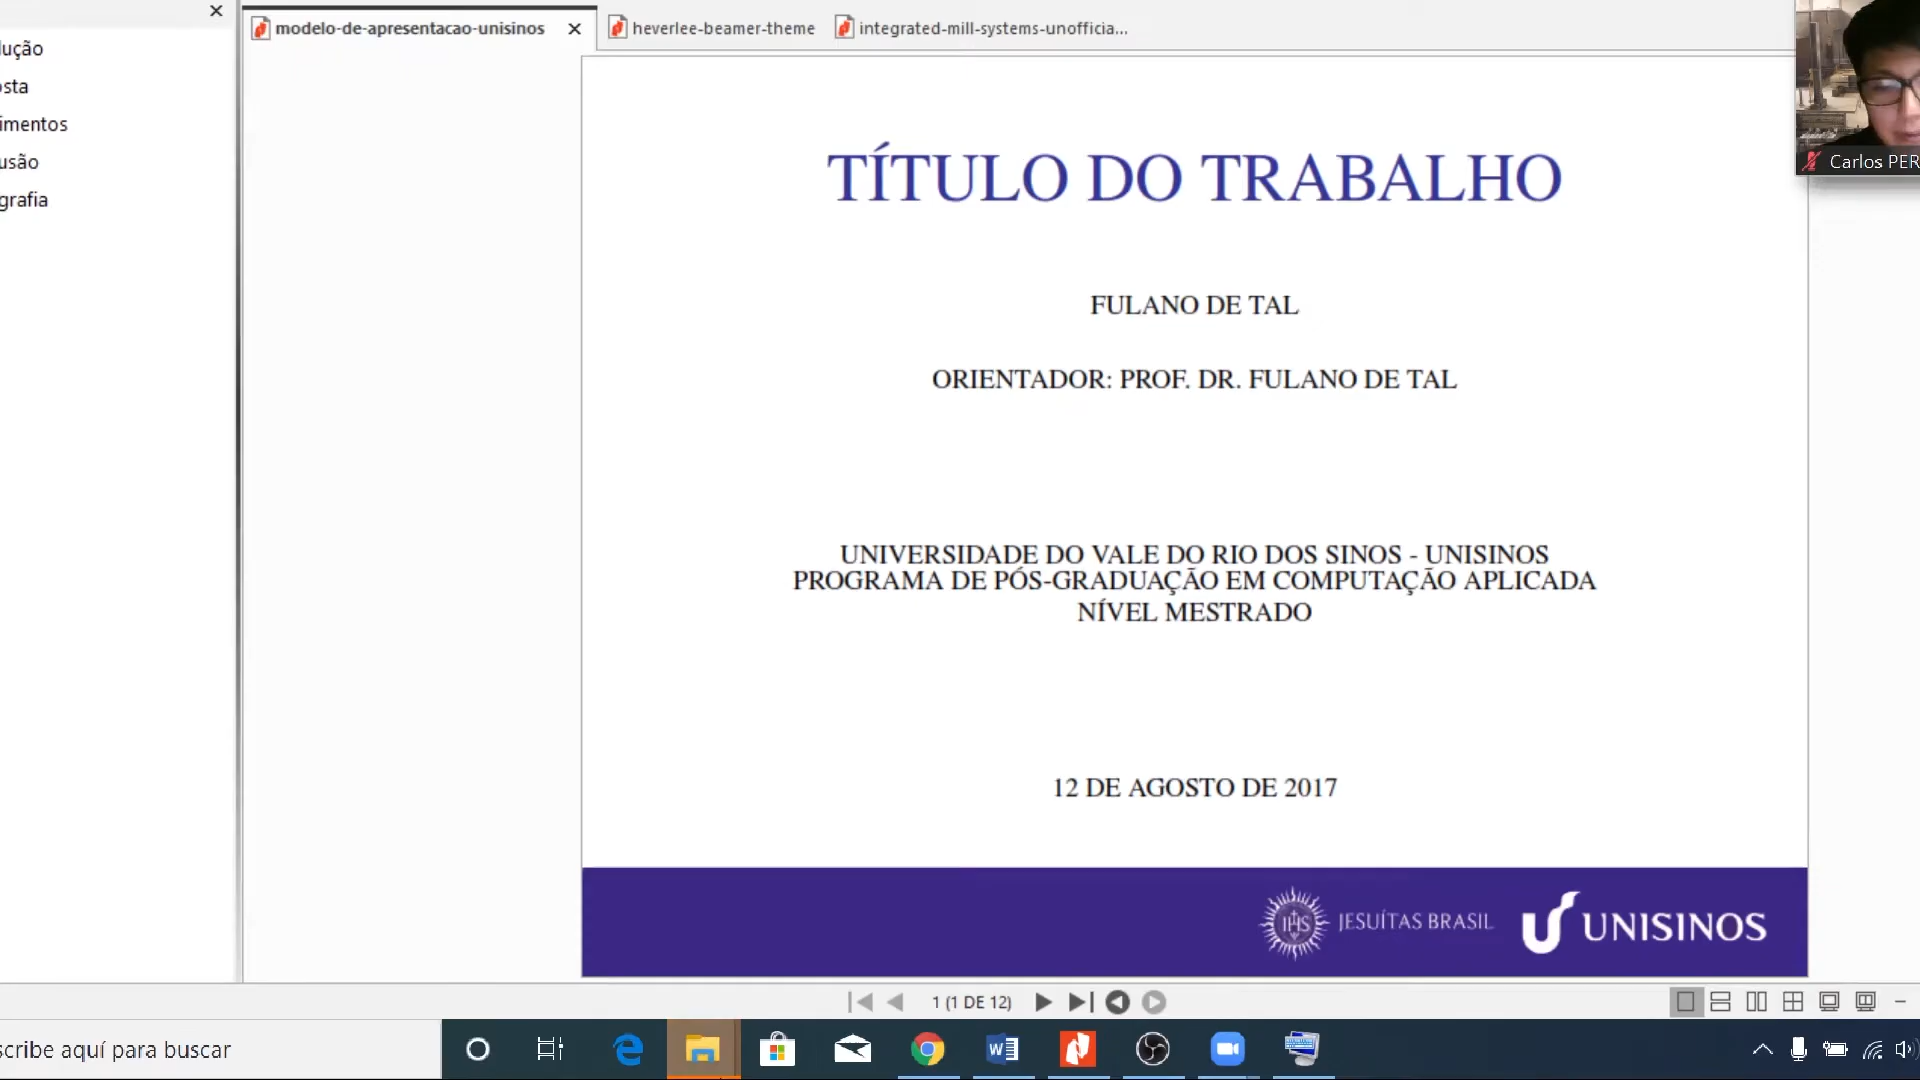 modelo-de-apresentacao-unisinos
heverlee-beamer-theme
integrated-mill-systems-unofficia...
lução
osta
imentos
usão
grafia
Carlos PER
TÍTULO DO TRABALHO
FULANO DE TAL
ORIENTADOR: PROF. DR. FULANO DE TAL
UNIVERSIDADE DO VALE DO RIO DOS SINOS - UNISINOS
PROGRAMA DE PÓS-GRADUAÇÃO EM COMPUTAÇÃO APLICADA
NÍVEL MESTRADO
12 DE AGOSTO DE 2017
IHS
JESUÍTAS BRASIL
UNISINOS
1 (1 DE 12)
scribe aquí para buscar